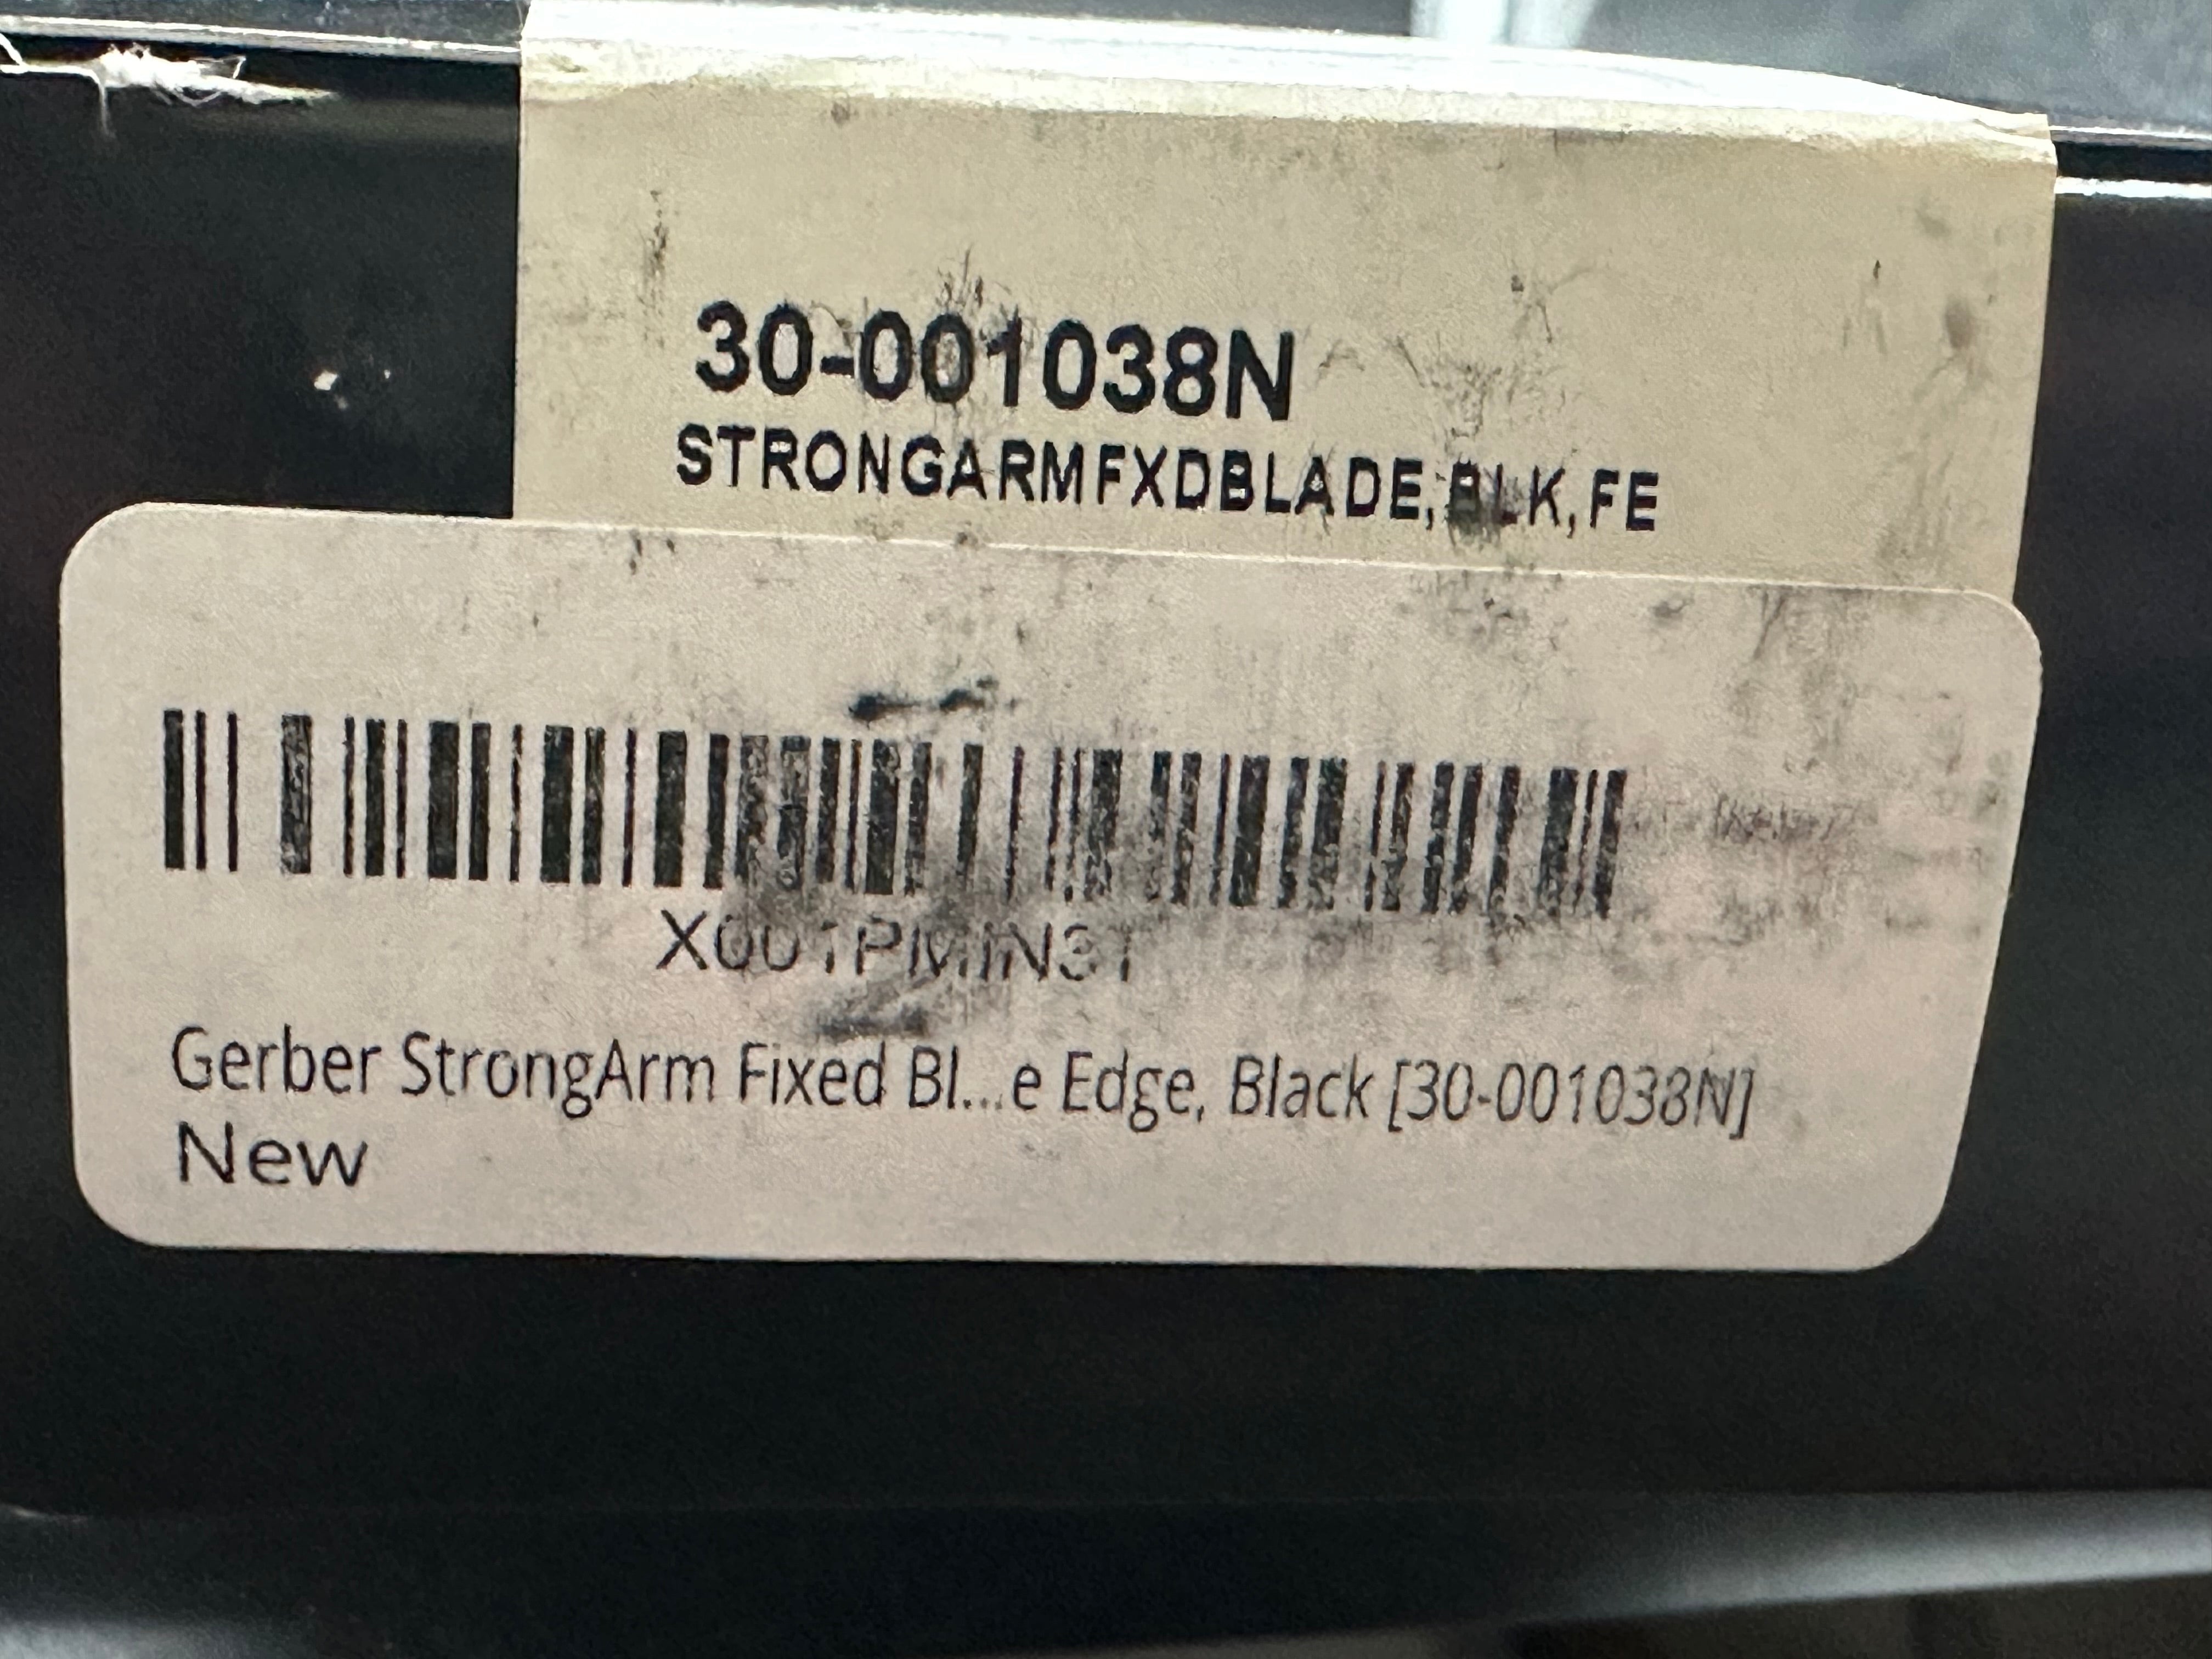 30-001038N
STRONGARMFXDBLADE,BLK,FE
Gerber StrongArm Fixed Bl...e Edge, Black [30-001038N]
New